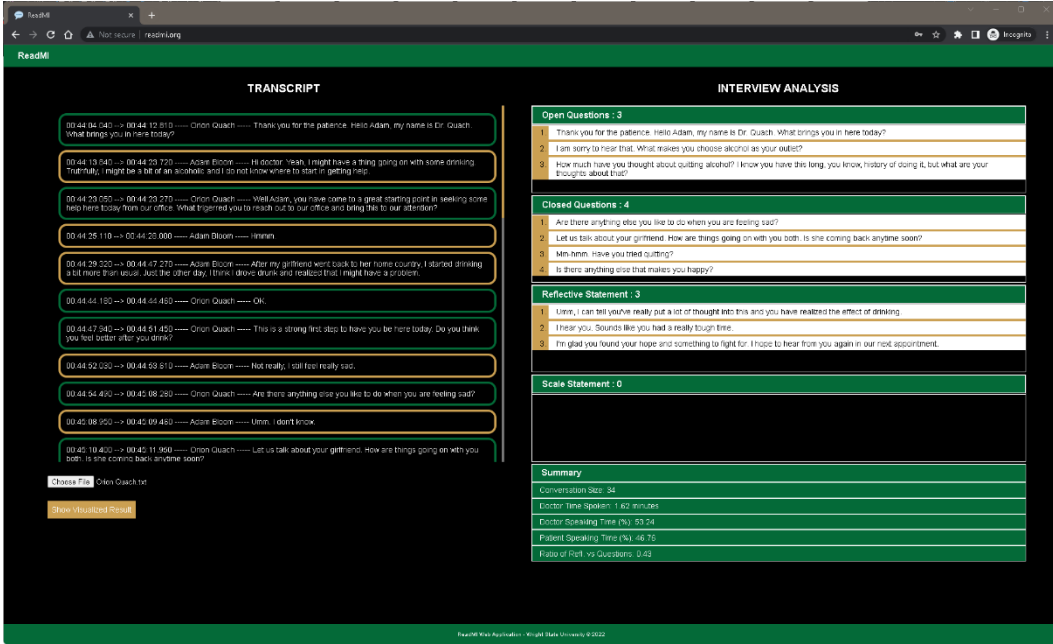 ReadMI
Not secure | readmi.org
Incognito
ReadMI
TRANSCRIPT
00:44:04.040 --> 00:44:12.810 ----- Orion Quach ----- Thank you for the patience. Hello Adam, my name is Dr. Quach.
What brings you in here today?
00:44:13.640 --> 00:44:23.720 ----- Adam Bloom ----- Hi doctor. Yeah, I might have a thing going on with some drinking.
Truthfully, I might be a bit of an alcoholic and I do not know where to start in getting help.
00:44:23.050 --> 00:44:23.270 ----- Orion Quach ----- Well Adam, you have come to a great starting point in seeking some
help here today from our office. What trigerred you to reach out to our office and bring this to our attention?
00:44:25.110 --> 00:44:26.000 ----- Adam Bloom ----- Hmmm.
00:44:29.320 --> 00:44:47.270 ----- Adam Bloom ----- After my girlfriend went back to her home country, I started drinking
a bit more than usual. Just the other day, I think I drove drunk and realized that I might have a problem.
00:44:44.160 --> 00:44:44.460 ----- Orion Quach ----- OK.
00:44:47.940 --> 00:44:51.450 ----- Orion Quach ----- This is a strong first step to have you be here today. Do you think
you feel better after you drink?
00:44:52.030 --> 00:44:53.610 ----- Adam Bloom ----- Not really, I still feel really sad.
00:44:54.430 --> 00:45:08.280 ----- Orion Quach ----- Are there anything else you like to do when you are feeling sad?
00:45:08.950 --> 00:45:09.460 ----- Adam Bloom ----- Umm. I don't know.
00:45:10.400 --> 00:45:11.950 ----- Orion Quach ----- Let us talk about your girlfriend. How are things going on with you
both. Is she coming back anytime soon?
Choose File Orion Quach.txt
Show Visualized Result
INTERVIEW ANALYSIS
Open Questions : 3
1 Thank you for the patience. Hello Adam, my name is Dr. Quach. What brings you in here today?
2 I am sorry to hear that. What makes you choose alcohol as your outlet?
3 How much have you thought about quitting alcohol? I know you have this long, you know, history of doing it, but what are your
thoughts about that?
Closed Questions : 4
1 Are there anything else you like to do when you are feeling sad?
2 Let us talk about your girlfriend. How are things going on with you both. Is she coming back anytime soon?
3 Mm-hmm. Have you tried quitting?
4 Is there anything else that makes you happy?
Reflective Statement : 3
1 Umm, I can tell you've really put a lot of thought into this and you have realized the effect of drinking.
2 I hear you. Sounds like you had a really tough time.
3 I'm glad you found your hope and something to fight for. I hope to hear from you again in our next appointment.
Scale Statement : 0
Summary
Conversation Size: 34
Doctor Time Spoken: 1.62 minutes
Doctor Speaking Time (%): 53.24
Patient Speaking Time (%): 46.76
Ratio of Refl. vs Questions: 0.43
ReadMI Web Application - Wright State University © 2022